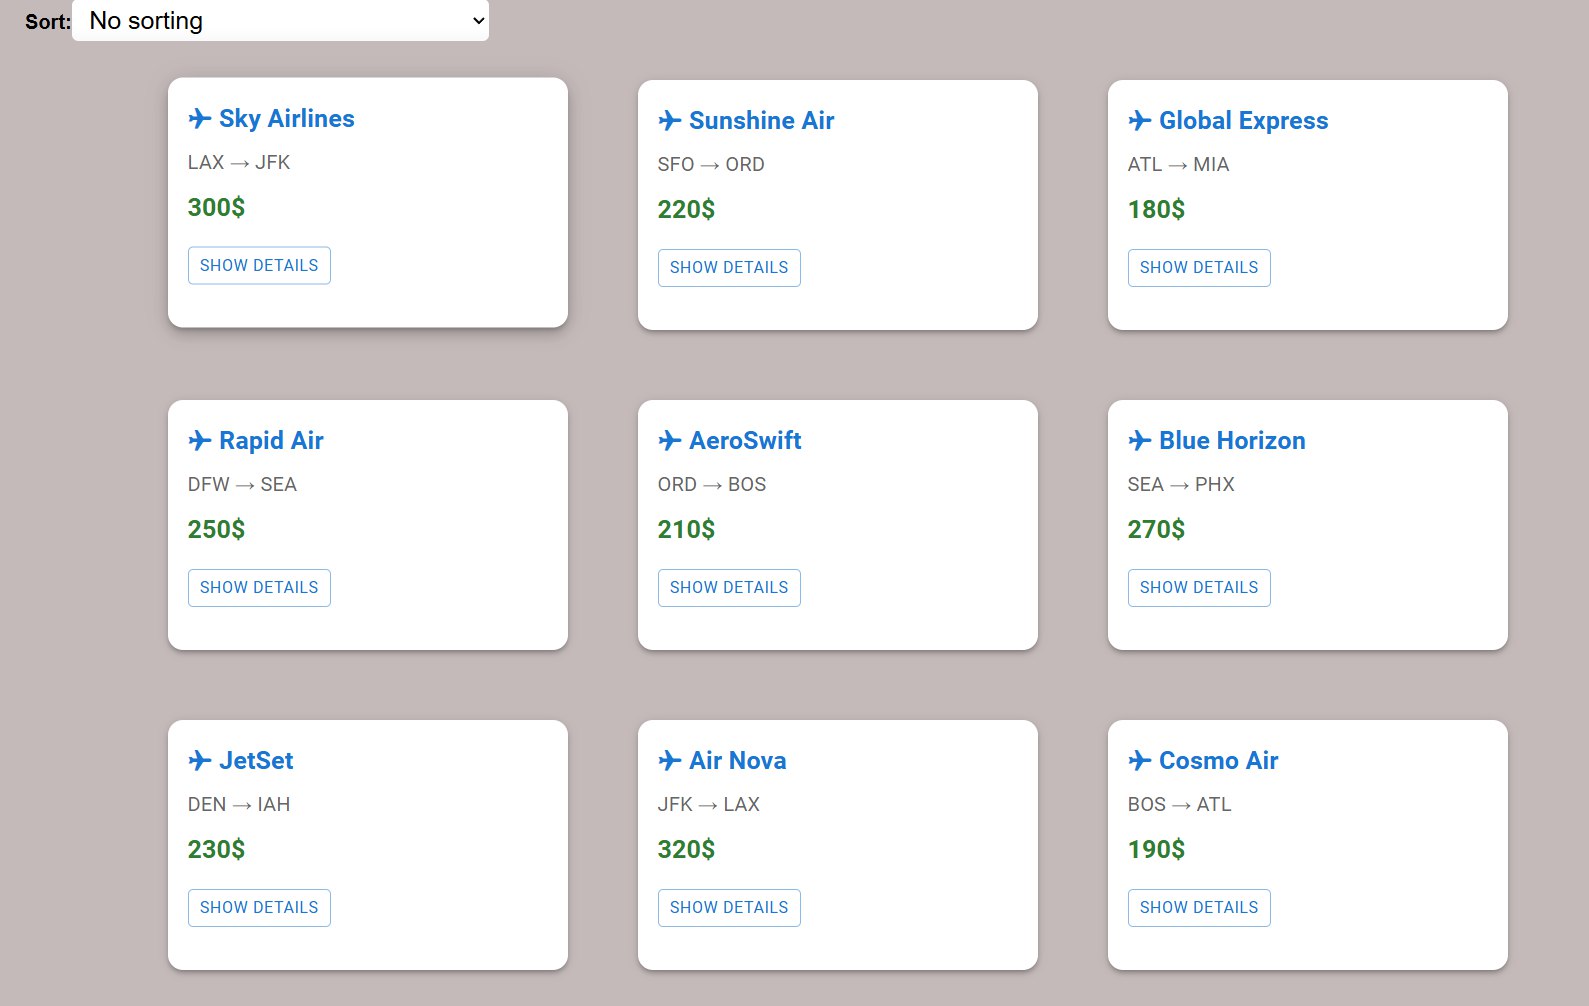 Sort: No sorting
Sky Airlines
LAX → JFK
300$
SHOW DETAILS
Sunshine Air
SFO → ORD
220$
SHOW DETAILS
Global Express
ATL → MIA
180$
SHOW DETAILS
Rapid Air
DFW → SEA
250$
SHOW DETAILS
AeroSwift
ORD → BOS
210$
SHOW DETAILS
Blue Horizon
SEA → PHX
270$
SHOW DETAILS
JetSet
DEN → IAH
230$
SHOW DETAILS
Air Nova
JFK → LAX
320$
SHOW DETAILS
Cosmo Air
BOS → ATL
190$
SHOW DETAILS